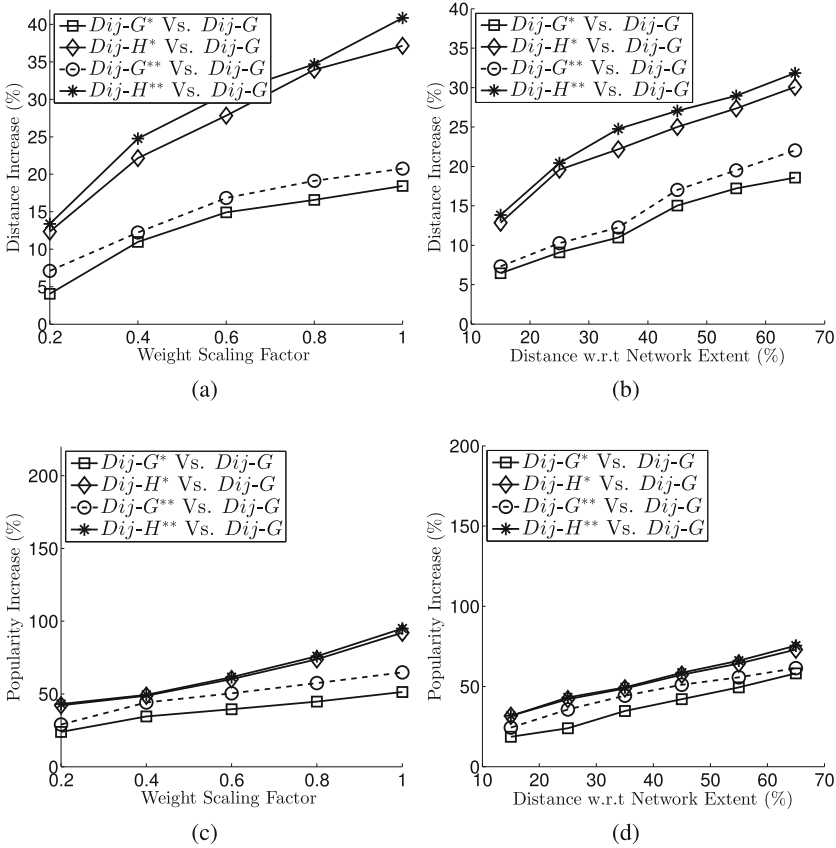 40
35
30
25
20
15
10
5
0
0.2
0.4
0.6
0.8
1
Distance Increase (%)
Weight Scaling Factor
Dij-G* Vs. Dij-G
Dij-H* Vs. Dij-G
Dij-G** Vs. Dij-G
Dij-H** Vs. Dij-G
(a)
40
35
30
25
20
15
10
5
0
10
20
30
40
50
60
70
Distance Increase (%)
Distance w.r.t Network Extent (%)
Dij-G* Vs. Dij-G
Dij-H* Vs. Dij-G
Dij-G** Vs. Dij-G
Dij-H** Vs. Dij-G
(b)
200
150
100
50
0
0.2
0.4
0.6
0.8
1
Popularity Increase (%)
Weight Scaling Factor
Dij-G* Vs. Dij-G
Dij-H* Vs. Dij-G
Dij-G** Vs. Dij-G
Dij-H** Vs. Dij-G
(c)
200
150
100
50
0
10
20
30
40
50
60
70
Popularity Increase (%)
Distance w.r.t Network Extent (%)
Dij-G* Vs. Dij-G
Dij-H* Vs. Dij-G
Dij-G** Vs. Dij-G
Dij-H** Vs. Dij-G
(d)